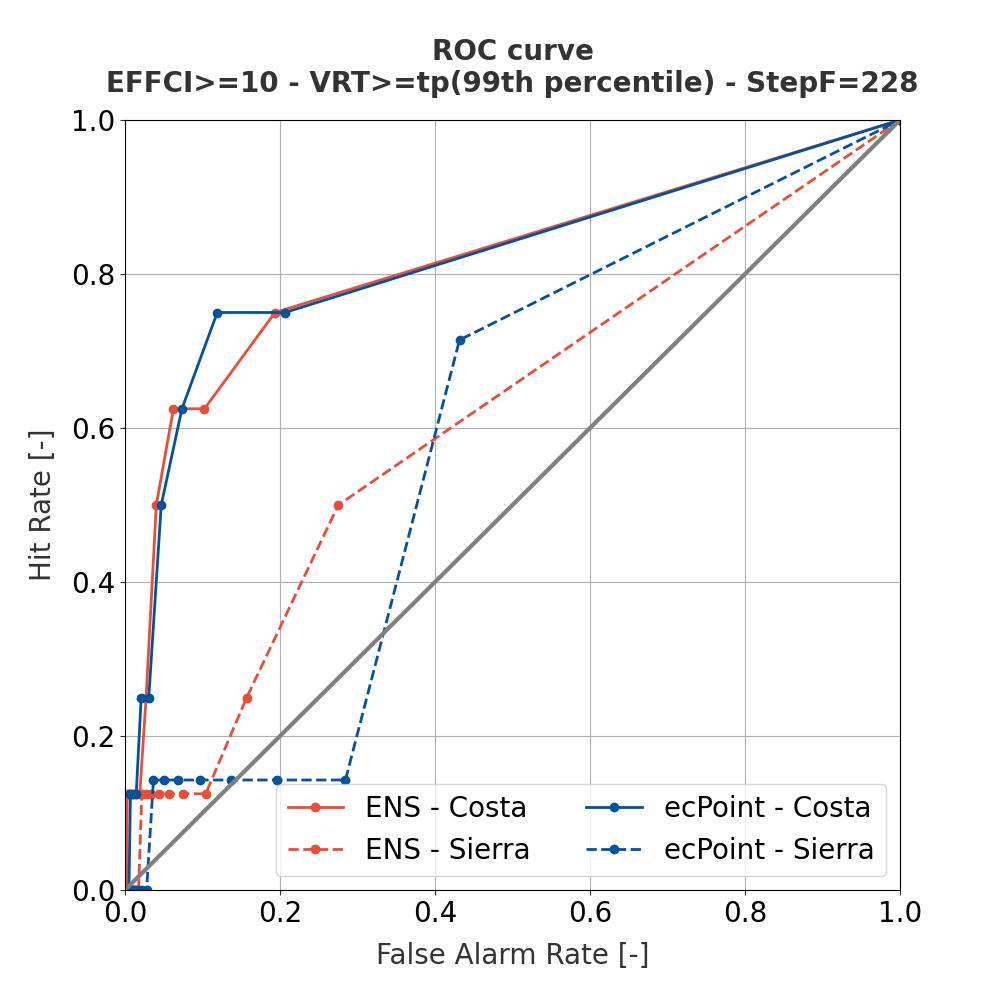 ROC curve
EFFCI>=10 - VRT>=tp(99th percentile) - StepF=228
1.0
0.8
0.6
0.4
0.2
0.0
Hit Rate [-]
ENS - Costa
ENS - Sierra
ecPoint - Costa
ecPoint - Sierra
0.0 0.2 0.4 0.6 0.8 1.0
False Alarm Rate [-]